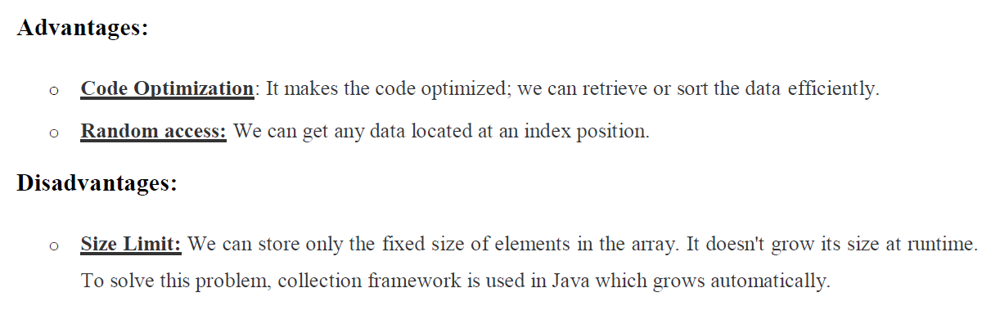 Advantages:
o Code Optimization: It makes the code optimized; we can retrieve or sort the data efficiently.
o Random access: We can get any data located at an index position.
Disadvantages:
o Size Limit: We can store only the fixed size of elements in the array. It doesn't grow its size at runtime.
To solve this problem, collection framework is used in Java which grows automatically.